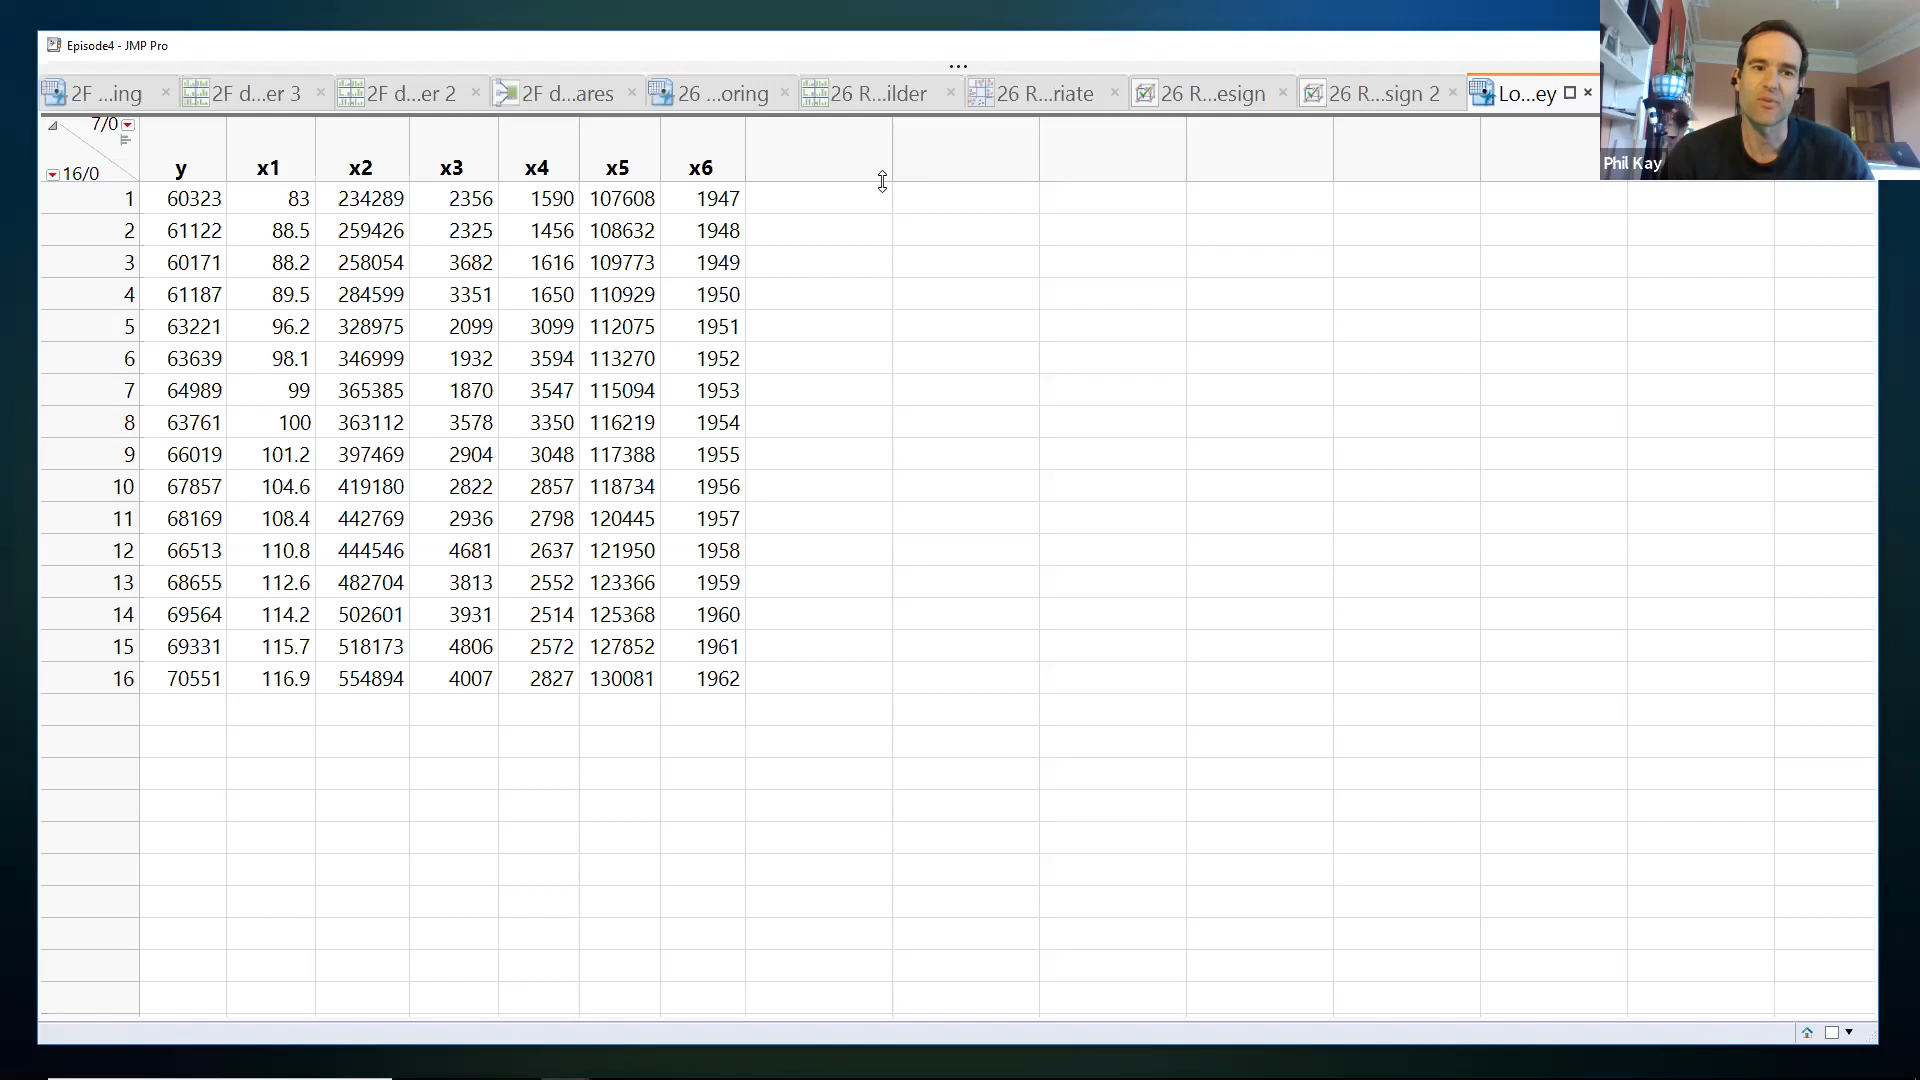 Episode4 - JMP Pro
...
2F ...ing × 2F d...er 3 × 2F d...er 2 × 2F d...ares × 26 ...oring × 26 R...ilder × 26 R...riate × 26 R...esign × 26 R...sign 2 × Lo...ey ×
7/0
16/0
y x1 x2 x3 x4 x5 x6
1 60323 83 234289 2356 1590 107608 1947
2 61122 88.5 259426 2325 1456 108632 1948
3 60171 88.2 258054 3682 1616 109773 1949
4 61187 89.5 284599 3351 1650 110929 1950
5 63221 96.2 328975 2099 3099 112075 1951
6 63639 98.1 346999 1932 3594 113270 1952
7 64989 99 365385 1870 3547 115094 1953
8 63761 100 363112 3578 3350 116219 1954
9 66019 101.2 397469 2904 3048 117388 1955
10 67857 104.6 419180 2822 2857 118734 1956
11 68169 108.4 442769 2936 2798 120445 1957
12 66513 110.8 444546 4681 2637 121950 1958
13 68655 112.6 482704 3813 2552 123366 1959
14 69564 114.2 502601 3931 2514 125368 1960
15 69331 115.7 518173 4806 2572 127852 1961
16 70551 116.9 554894 4007 2827 130081 1962
Phil Kay